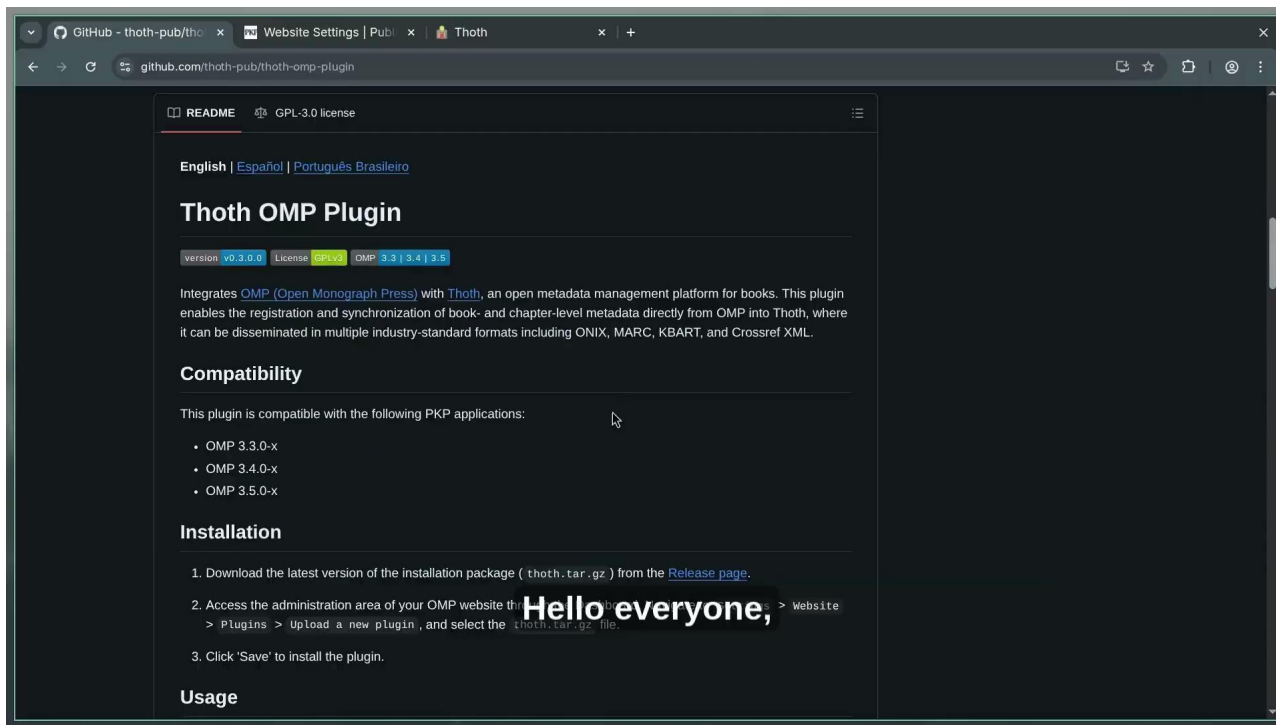 GitHub - thoth-pub/tho
Website Settings | Publ
Thoth
github.com/thoth-pub/thoth-omp-plugin
README
GPL-3.0 license
English | Español | Português Brasileiro
Thoth OMP Plugin
version v0.3.0.0 License GPLv3 OMP 3.3 | 3.4 | 3.5
Integrates OMP (Open Monograph Press) with Thoth, an open metadata management platform for books. This plugin
enables the registration and synchronization of book- and chapter-level metadata directly from OMP into Thoth, where
it can be disseminated in multiple industry-standard formats including ONIX, MARC, KBART, and Crossref XML.
Compatibility
This plugin is compatible with the following PKP applications:
• OMP 3.3.0-x
• OMP 3.4.0-x
• OMP 3.5.0-x
Installation
1. Download the latest version of the installation package ( thoth.tar.gz ) from the Release page.
2. Access the administration area of your OMP website > Website
> Plugins > Upload a new plugin , and select the thoth.tar.gz file.
Hello everyone,
3. Click 'Save' to install the plugin.
Usage